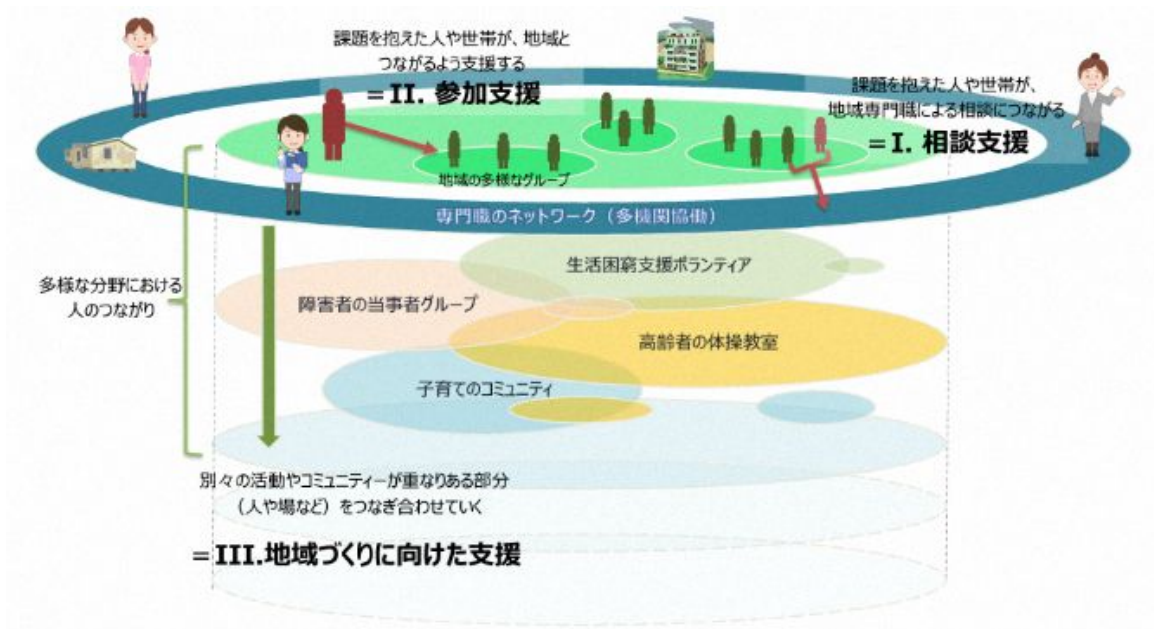 課題を抱えた人や世帯が、地域と
つながるよう支援する
=II. 参加支援
課題を抱えた人や世帯が、
地域専門職による相談につながる
=I. 相談支援
地域の多様なグループ
専門職のネットワーク（多機関協働）
多様な分野における
人のつながり
生活困窮支援ボランティア
障害者の当事者グループ
高齢者の体操教室
子育てのコミュニティ
別々の活動やコミュニティーが重なりある部分
（人や場など）をつなぎ合わせていく
=III.地域づくりに向けた支援